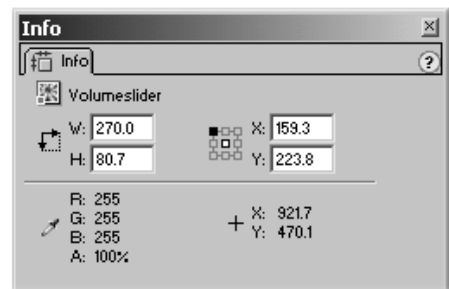 Info
Info ?
Volumeslider
W: 270.0 X: 159.3
H: 80.7 Y: 223.8
R: 255
G: 255 X: 921.7
B: 255 Y: 470.1
A: 100%